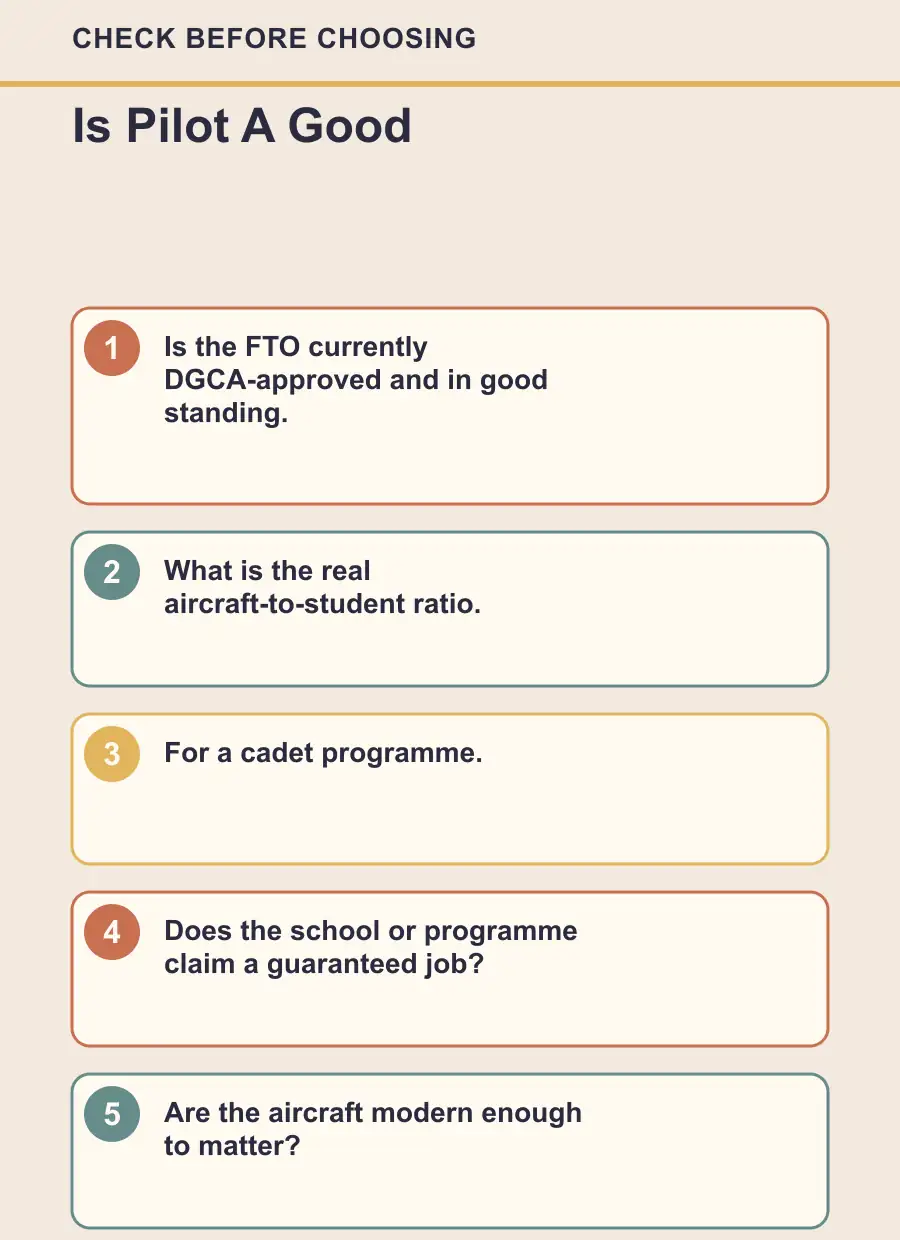 CHECK BEFORE CHOOSING
Is Pilot A Good
1
Is the FTO currently
DGCA-approved and in good
standing.
2
What is the real
aircraft-to-student ratio.
3
For a cadet programme.
4
Does the school or programme
claim a guaranteed job?
5
Are the aircraft modern enough
to matter?